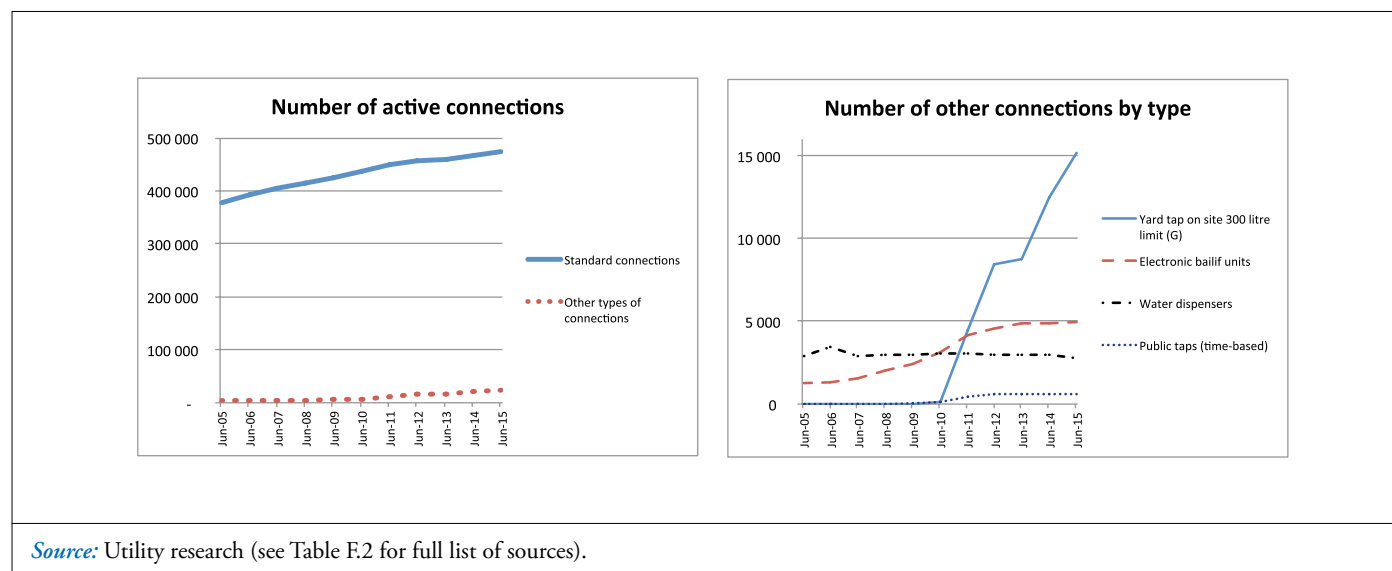 Number of active connections
500 000
400 000
300 000
200 000
100 000
-
Jun-05
Jun-06
Jun-07
Jun-08
Jun-09
Jun-10
Jun-11
Jun-12
Jun-13
Jun-14
Jun-15
Standard connections
Other types of
connections
Number of other connections by type
15 000
10 000
5 000
0
Jun-05
Jun-06
Jun-07
Jun-08
Jun-09
Jun-10
Jun-11
Jun-12
Jun-13
Jun-14
Jun-15
Yard tap on site 300 litre
limit (G)
Electronic bailif units
Water dispensers
Public taps (time-based)
Source: Utility research (see Table F.2 for full list of sources).